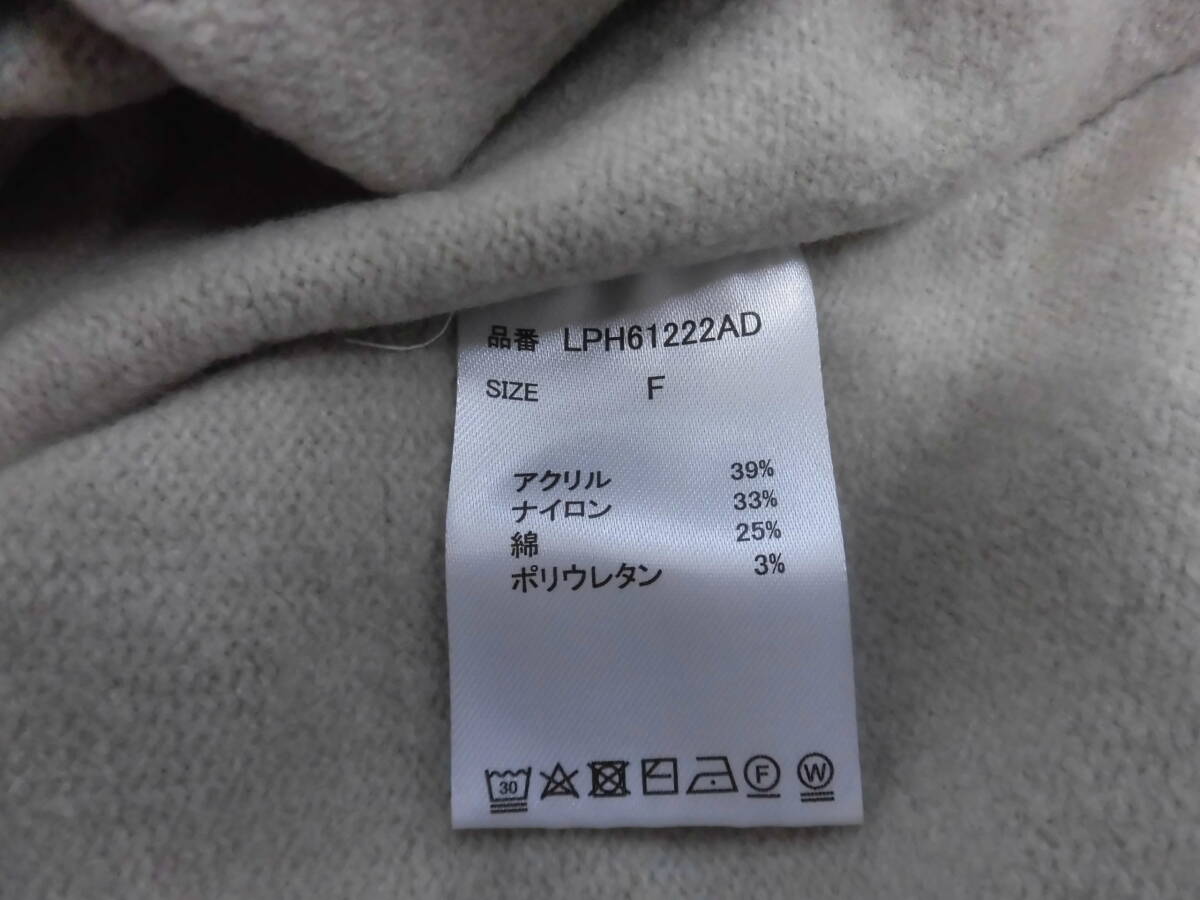 品番 LPH61222AD
SIZE F
アクリル 39%
ナイロン 33%
綿 25%
ポリウレタン 3%
30 F W